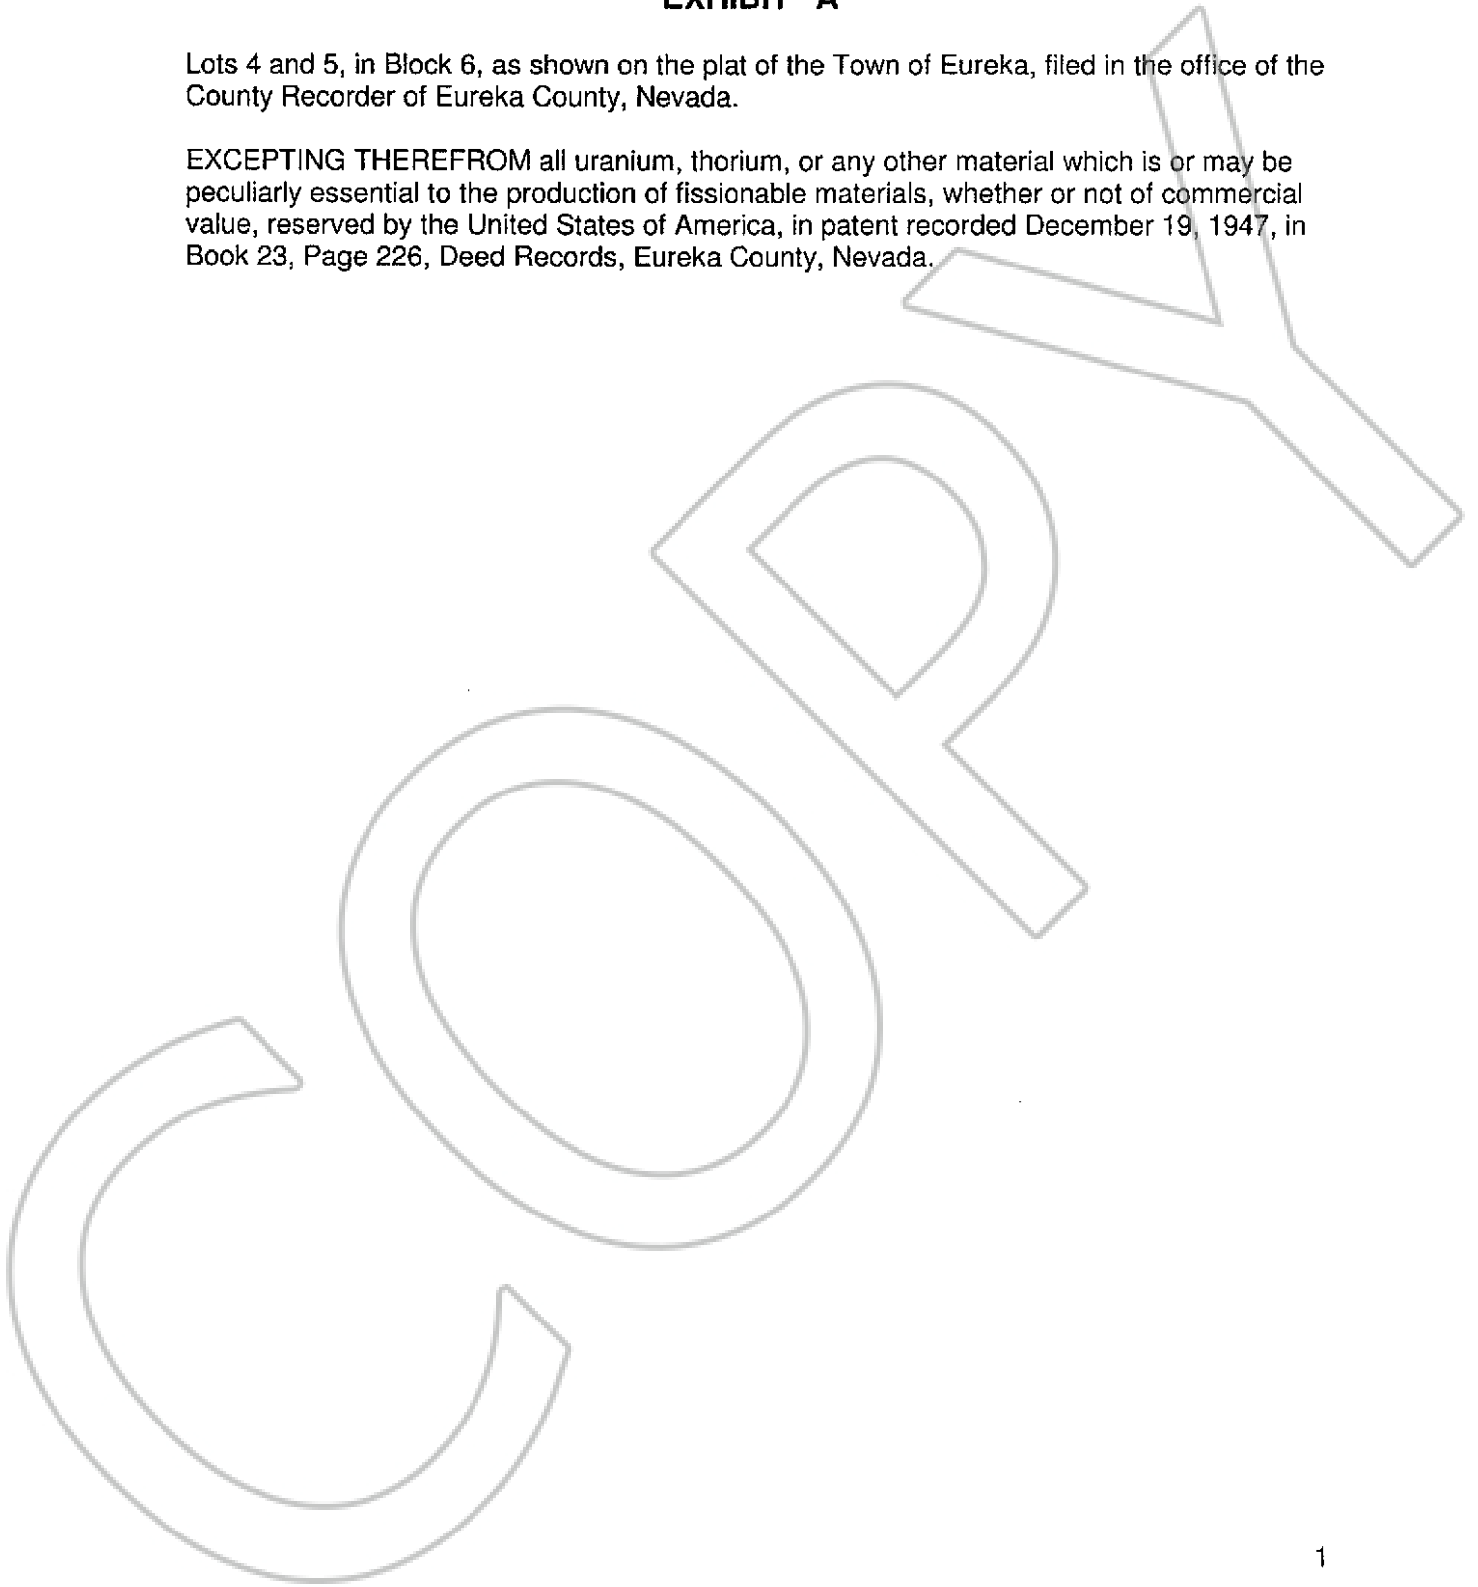 EXHIBIT "A"
Lots 4 and 5, in Block 6, as shown on the plat of the Town of Eureka, filed in the office of the
County Recorder of Eureka County, Nevada.
EXCEPTING THEREFROM all uranium, thorium, or any other material which is or may be
peculiarly essential to the production of fissionable materials, whether or not of commercial
value, reserved by the United States of America, in patent recorded December 19, 1947, in
Book 23, Page 226, Deed Records, Eureka County, Nevada.
COPY
1